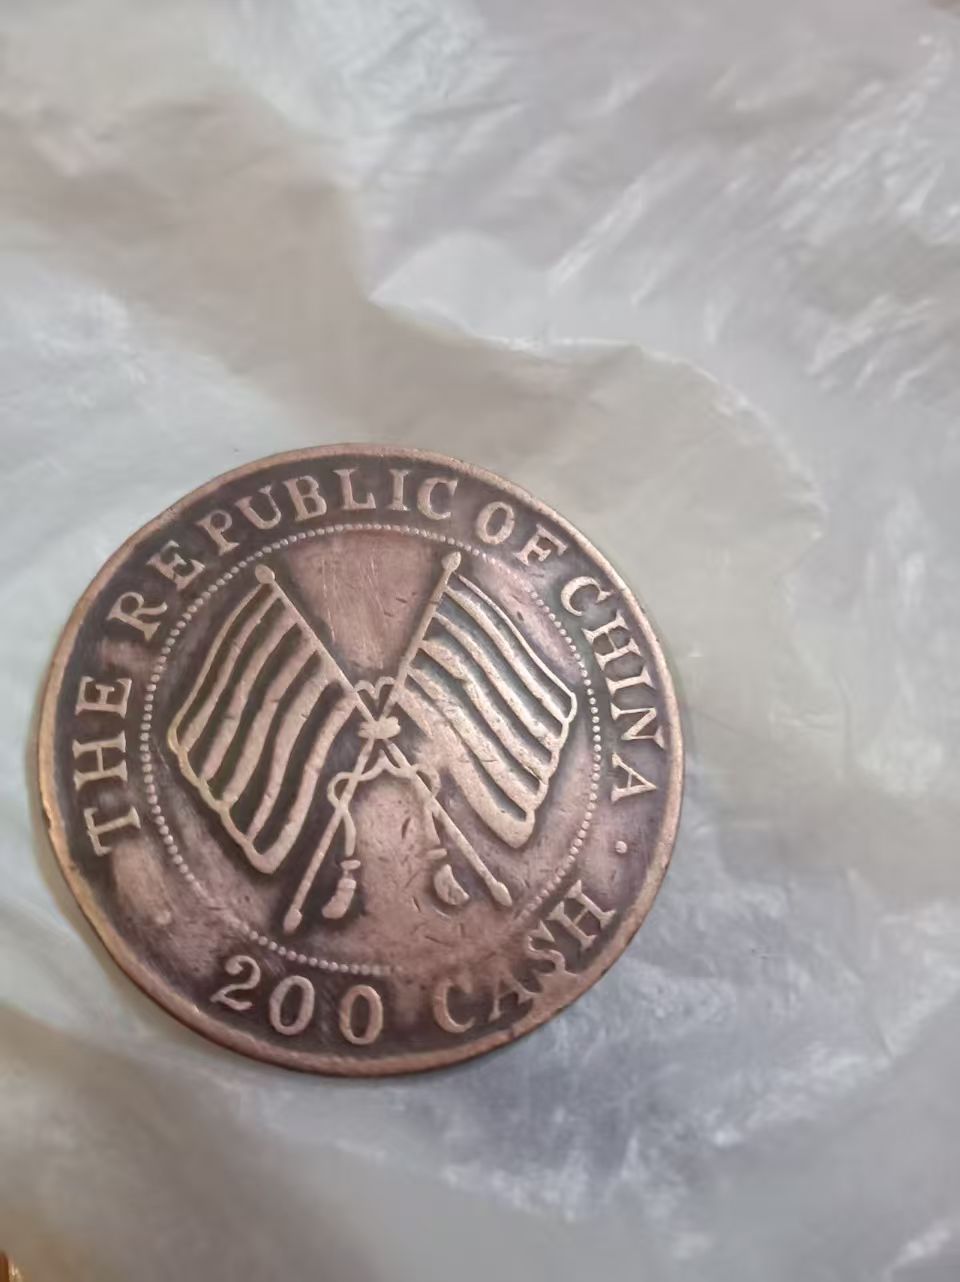 THE REPUBLIC OF CHINA
200 CASH